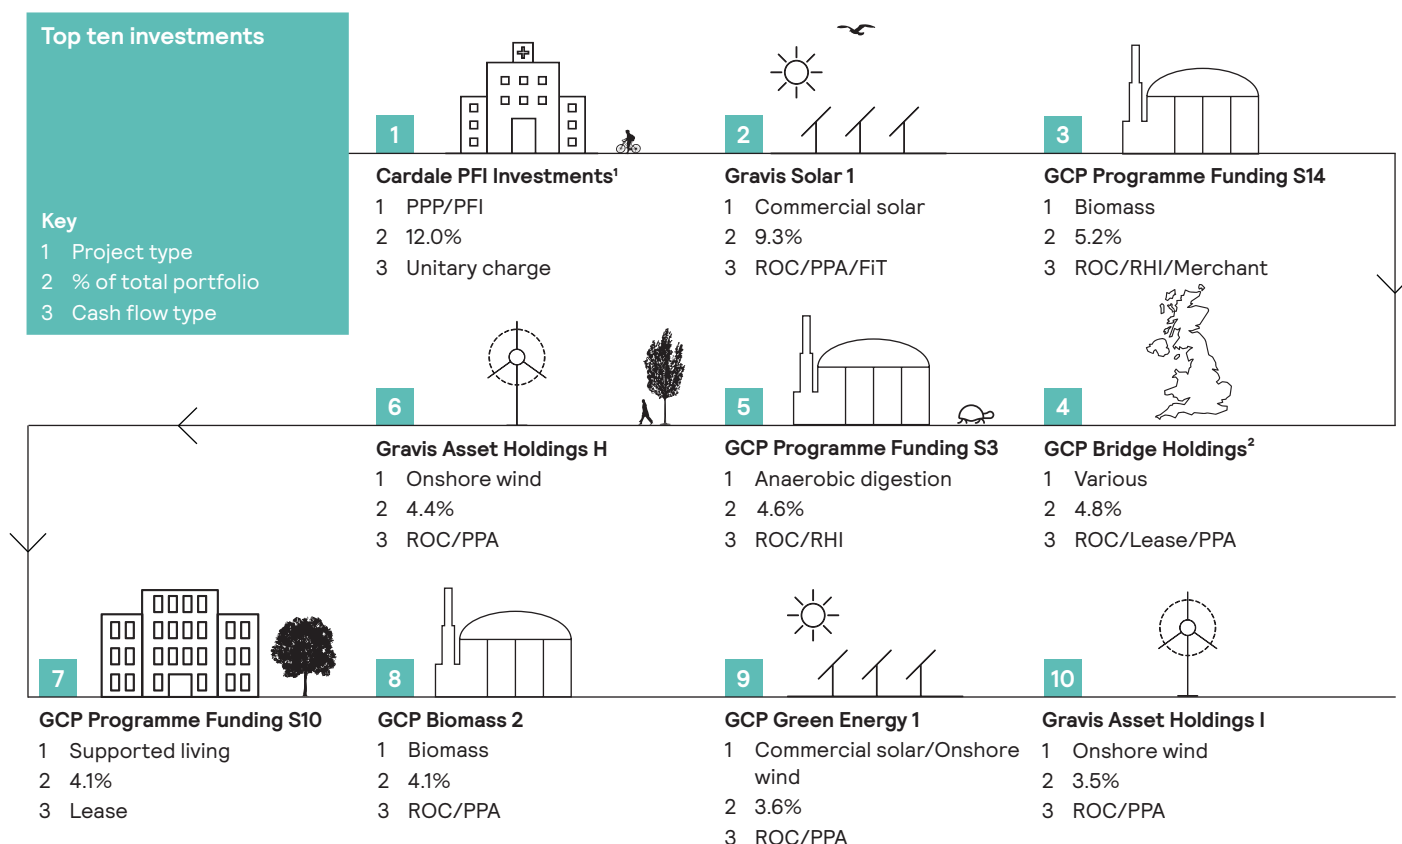 Top ten investments
Key
1 Project type
2 % of total portfolio
3 Cash flow type
1
Cardale PFI Investments¹
1 PPP/PFI
2 12.0%
3 Unitary charge
2
Gravis Solar 1
1 Commercial solar
2 9.3%
3 ROC/PPA/FiT
3
GCP Programme Funding S14
1 Biomass
2 5.2%
3 ROC/RHI/Merchant
4
GCP Bridge Holdings²
1 Various
2 4.8%
3 ROC/Lease/PPA
5
GCP Programme Funding S3
1 Anaerobic digestion
2 4.6%
3 ROC/RHI
6
Gravis Asset Holdings H
1 Onshore wind
2 4.4%
3 ROC/PPA
7
GCP Programme Funding S10
1 Supported living
2 4.1%
3 Lease
8
GCP Biomass 2
1 Biomass
2 4.1%
3 ROC/PPA
9
GCP Green Energy 1
1 Commercial solar/Onshore
wind
2 3.6%
3 ROC/PPA
10
Gravis Asset Holdings I
1 Onshore wind
2 3.5%
3 ROC/PPA